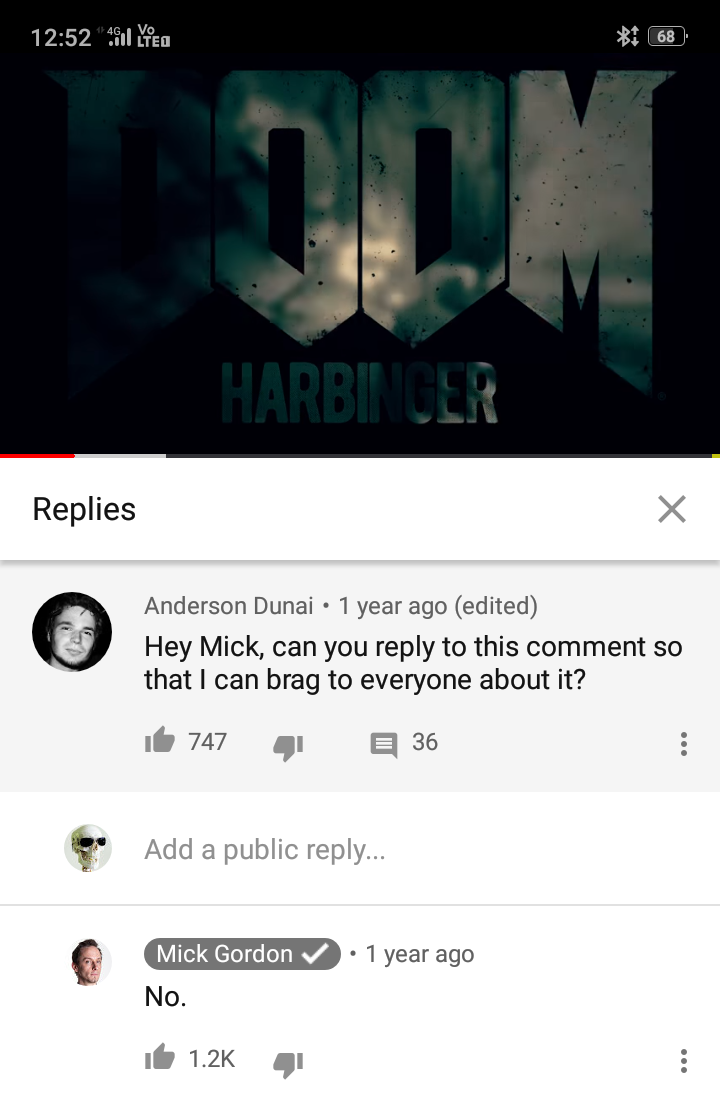 12:52 4G Vo LTE 68
DOOM
HARBINGER
Replies
Anderson Dunai • 1 year ago (edited)
Hey Mick, can you reply to this comment so
that I can brag to everyone about it?
747 36
Add a public reply...
Mick Gordon • 1 year ago
No.
1.2K